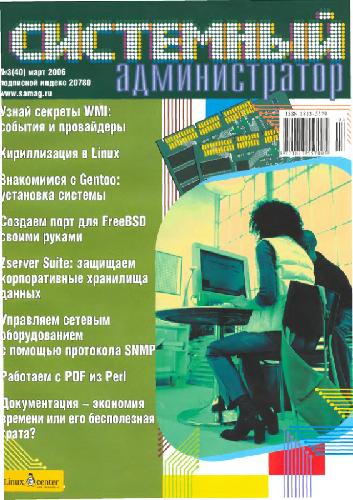 СИСТЕМНЫЙ
администратор
№3(40) март 2006
подписной индекс 20780
www.samag.ru
Узнай секреты WMI:
события и провайдеры
Кириллизация в Linux
Знакомимся с Gentoo:
установка системы
Создаем порт для FreeBSD
своими руками
Zserver Suite: защищаем
корпоративные хранилища
данных
Управляем сетевым
оборудованием
с помощью протокола SNMP
Работаем с PDF из Perl
Документация – экономия
времени или его бесполезная
трата?
Linux center